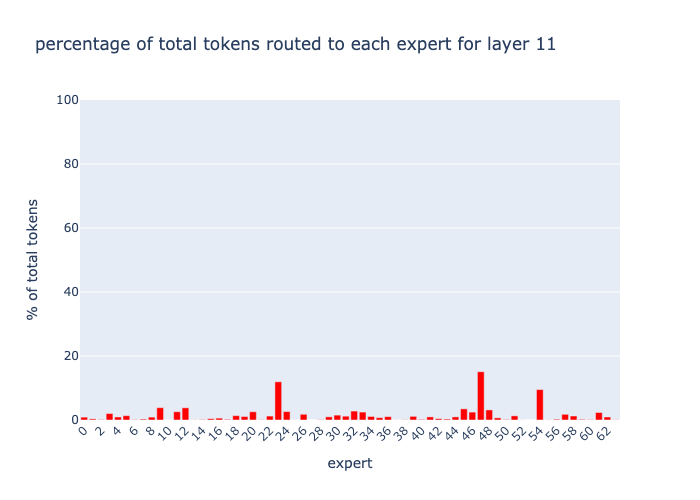 percentage of total tokens routed to each expert for layer 11
100
80
60
40
20
0
% of total tokens
0 2 4 6 8 10 12 14 16 18 20 22 24 26 28 30 32 34 36 38 40 42 44 46 48 50 52 54 56 58 60 62
expert